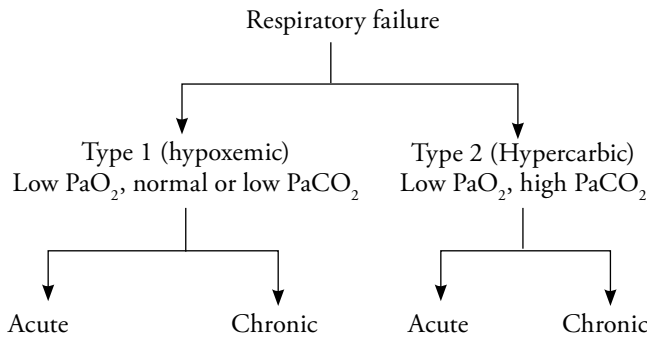 Respiratory failure
Type 1 (hypoxemic)
Low PaO₂, normal or low PaCO₂
Type 2 (Hypercarbic)
Low PaO₂, high PaCO₂
Acute
Chronic
Acute
Chronic